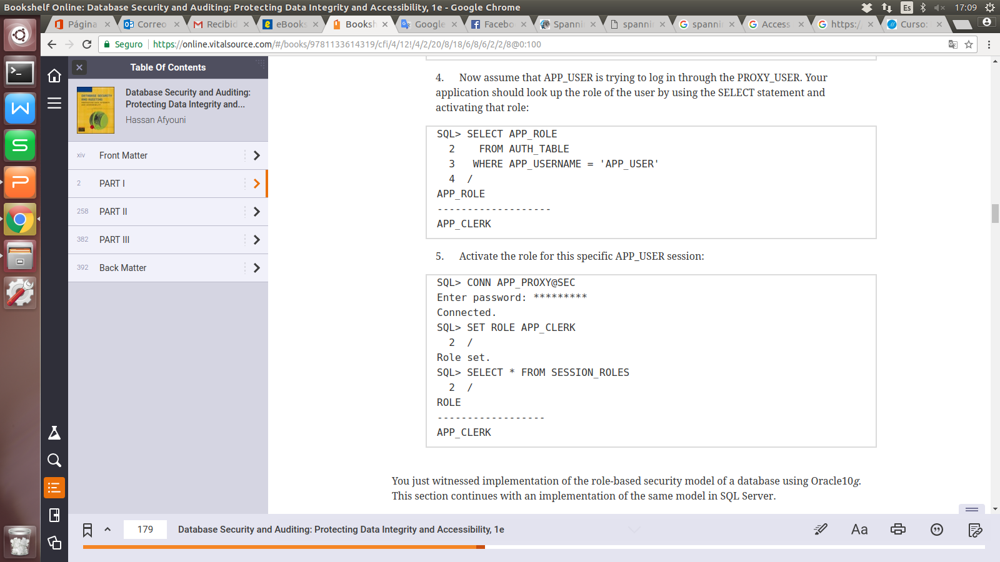 Bookshelf Online: Database Security and Auditing: Protecting Data Integrity and Accessibility, 1e - Google Chrome
Es
17:09
Página
Correo
Recibid
eBooks
Booksh
Google
Facebo
Spannin
spannin
spannin
Access
https:/
Curso:
Seguro
https://online.vitalsource.com/#/books/9781133614319/cfi/4/12!/4/2/20/8/18/6/8/6/2/2/8@0:100
Table Of Contents
Database Security and Auditing:
Protecting Data Integrity and...
Hassan Afyouni
xiv Front Matter
2 PART I
258 PART II
382 PART III
392 Back Matter
4. Now assume that APP_USER is trying to log in through the PROXY_USER. Your
application should look up the role of the user by using the SELECT statement and
activating that role:
SQL> SELECT APP_ROLE
2 FROM AUTH_TABLE
3 WHERE APP_USERNAME = 'APP_USER'
4 /
APP_ROLE
-------------------
APP_CLERK
5. Activate the role for this specific APP_USER session:
SQL> CONN APP_PROXY@SEC
Enter password: *********
Connected.
SQL> SET ROLE APP_CLERK
2 /
Role set.
SQL> SELECT * FROM SESSION_ROLES
2 /
ROLE
------------------
APP_CLERK
You just witnessed implementation of the role-based security model of a database using Oracle10g.
This section continues with an implementation of the same model in SQL Server.
179
Database Security and Auditing: Protecting Data Integrity and Accessibility, 1e
Aa